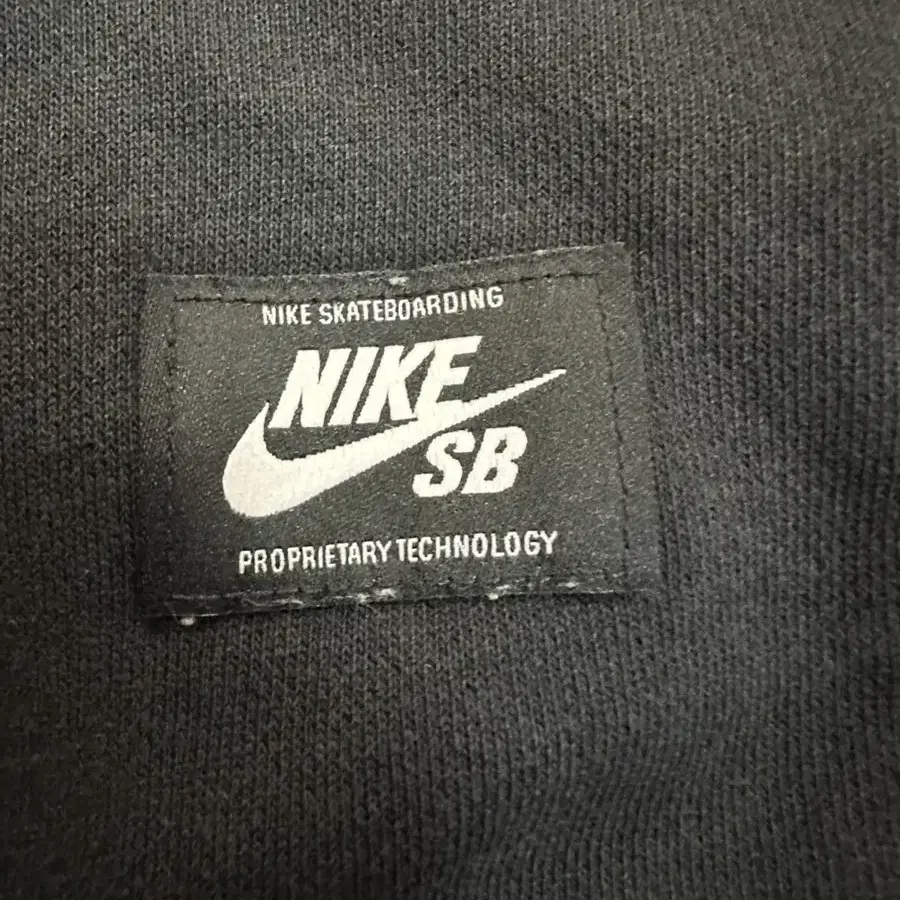 NIKE SKATEBOARDING
NIKE
SB
PROPRIETARY TECHNOLOGY